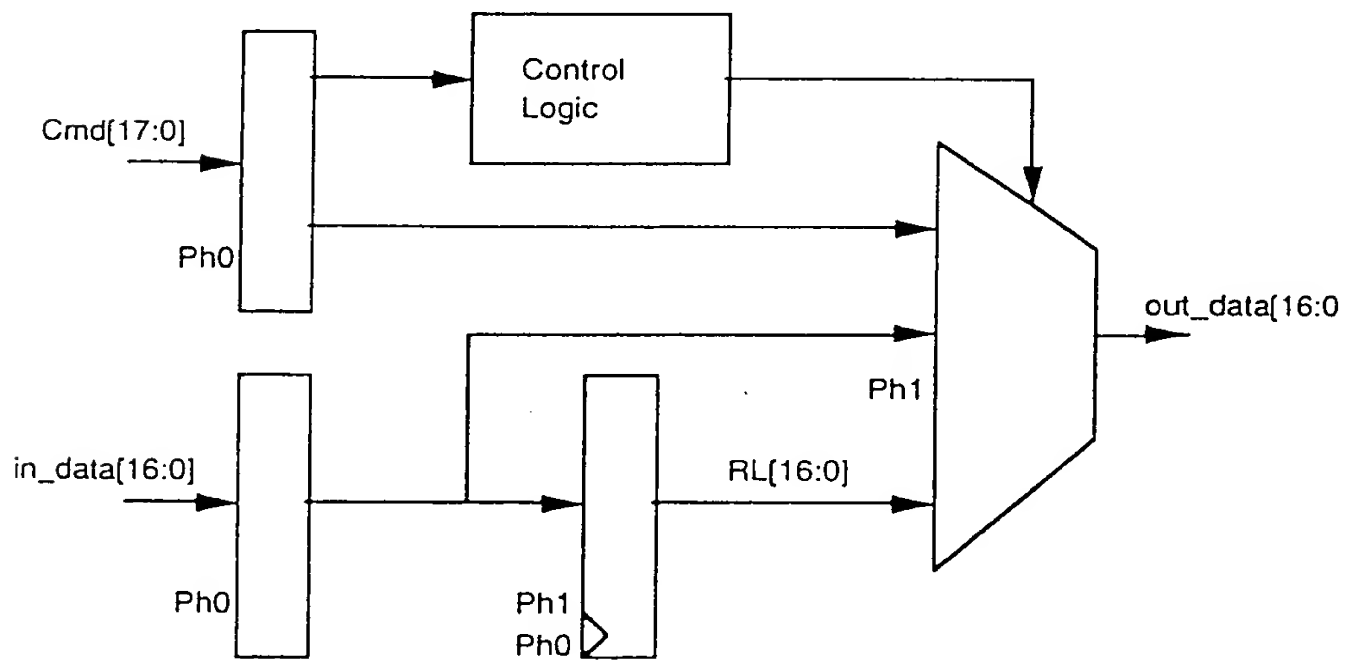 Control
Logic
Cmd[17:0]
Ph0
out_data[16:0
Ph1
in_data[16:0]
RL[16:0]
Ph0
Ph1
Ph0